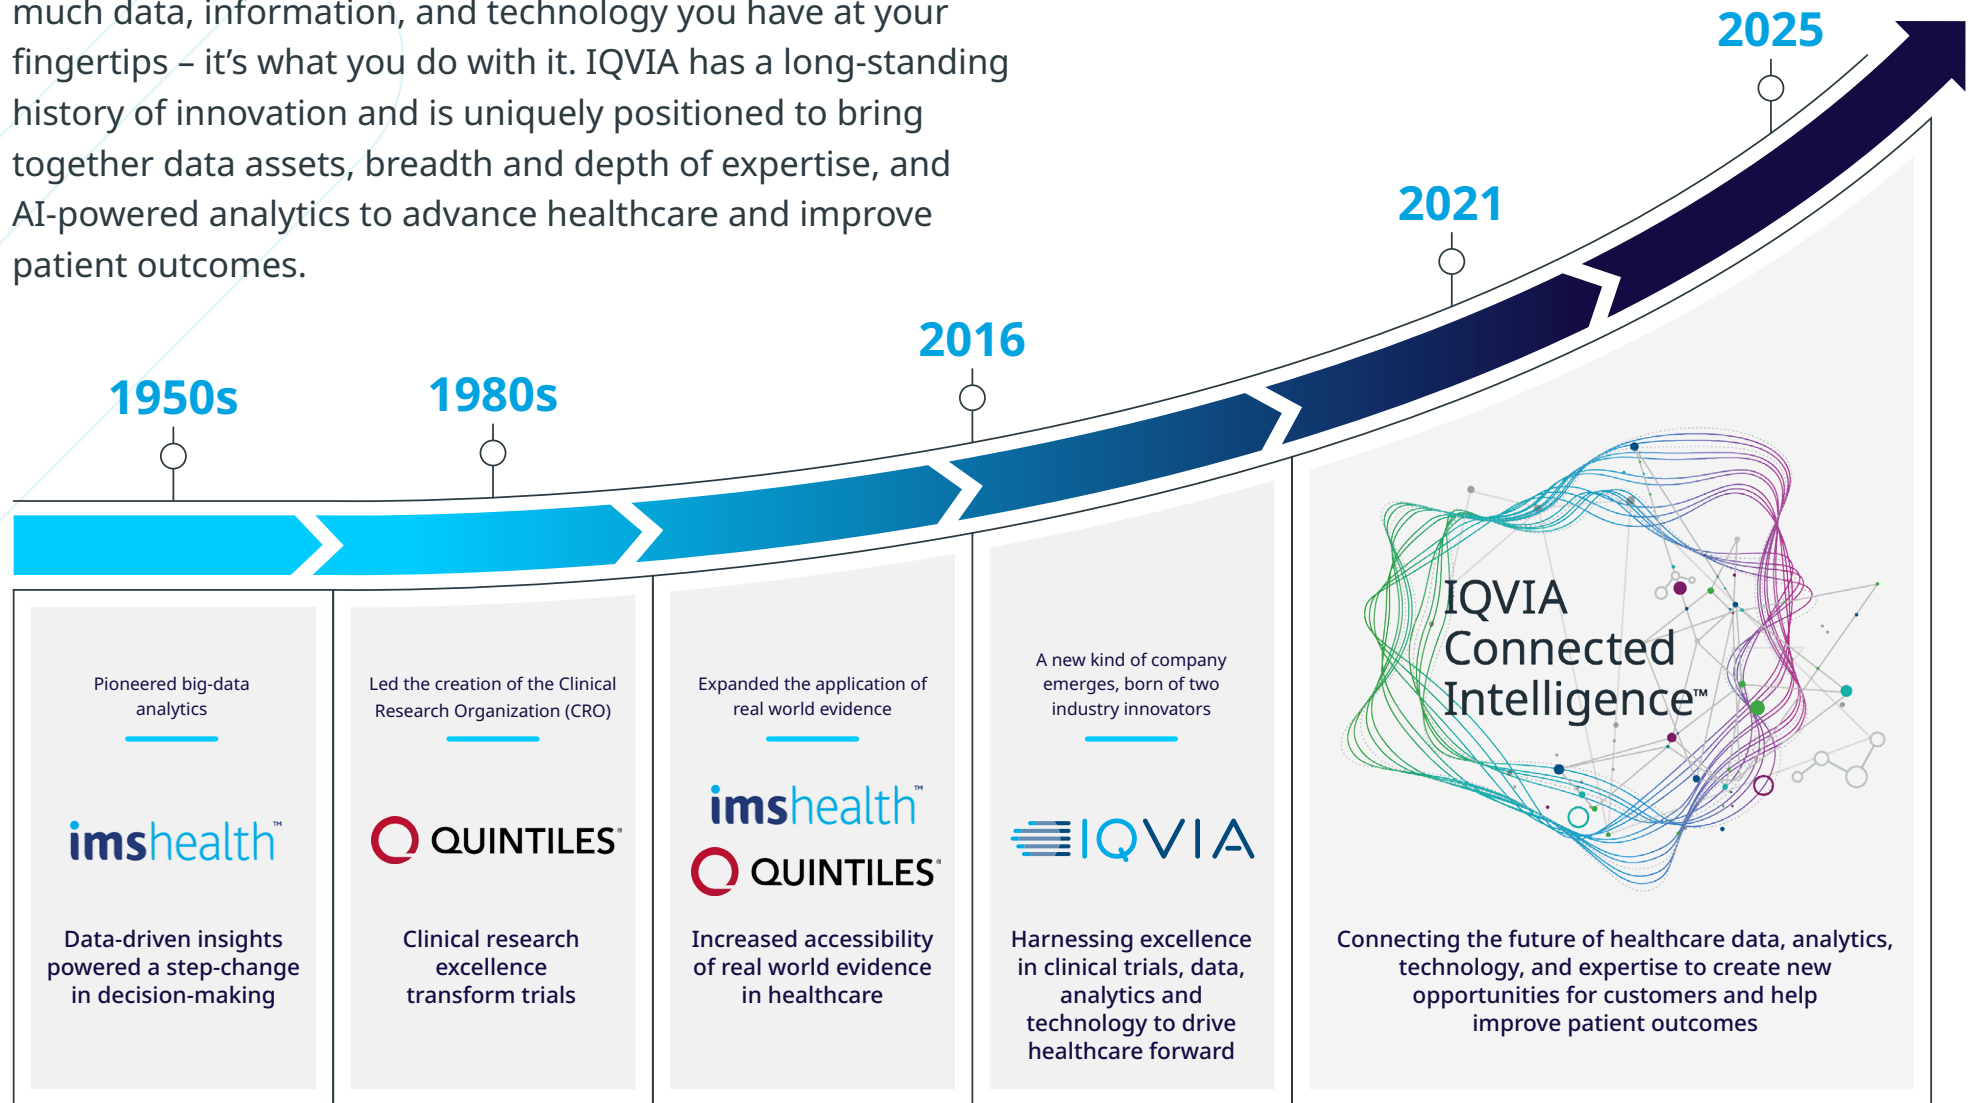 much data, information, and technology you have at your
fingertips – it’s what you do with it. IQVIA has a long-standing
history of innovation and is uniquely positioned to bring
together data assets, breadth and depth of expertise, and
AI-powered analytics to advance healthcare and improve
patient outcomes.
1950s
1980s
2016
2021
2025
Pioneered big-data
analytics
imshealth™
Data-driven insights
powered a step-change
in decision-making
Led the creation of the Clinical
Research Organization (CRO)
QUINTILES®
Clinical research
excellence
transform trials
Expanded the application of
real world evidence
imshealth™
QUINTILES®
Increased accessibility
of real world evidence
in healthcare
A new kind of company
emerges, born of two
industry innovators
IQVIA
Harnessing excellence
in clinical trials, data,
analytics and
technology to drive
healthcare forward
IQVIA
Connected
Intelligence™
Connecting the future of healthcare data, analytics,
technology, and expertise to create new
opportunities for customers and help
improve patient outcomes